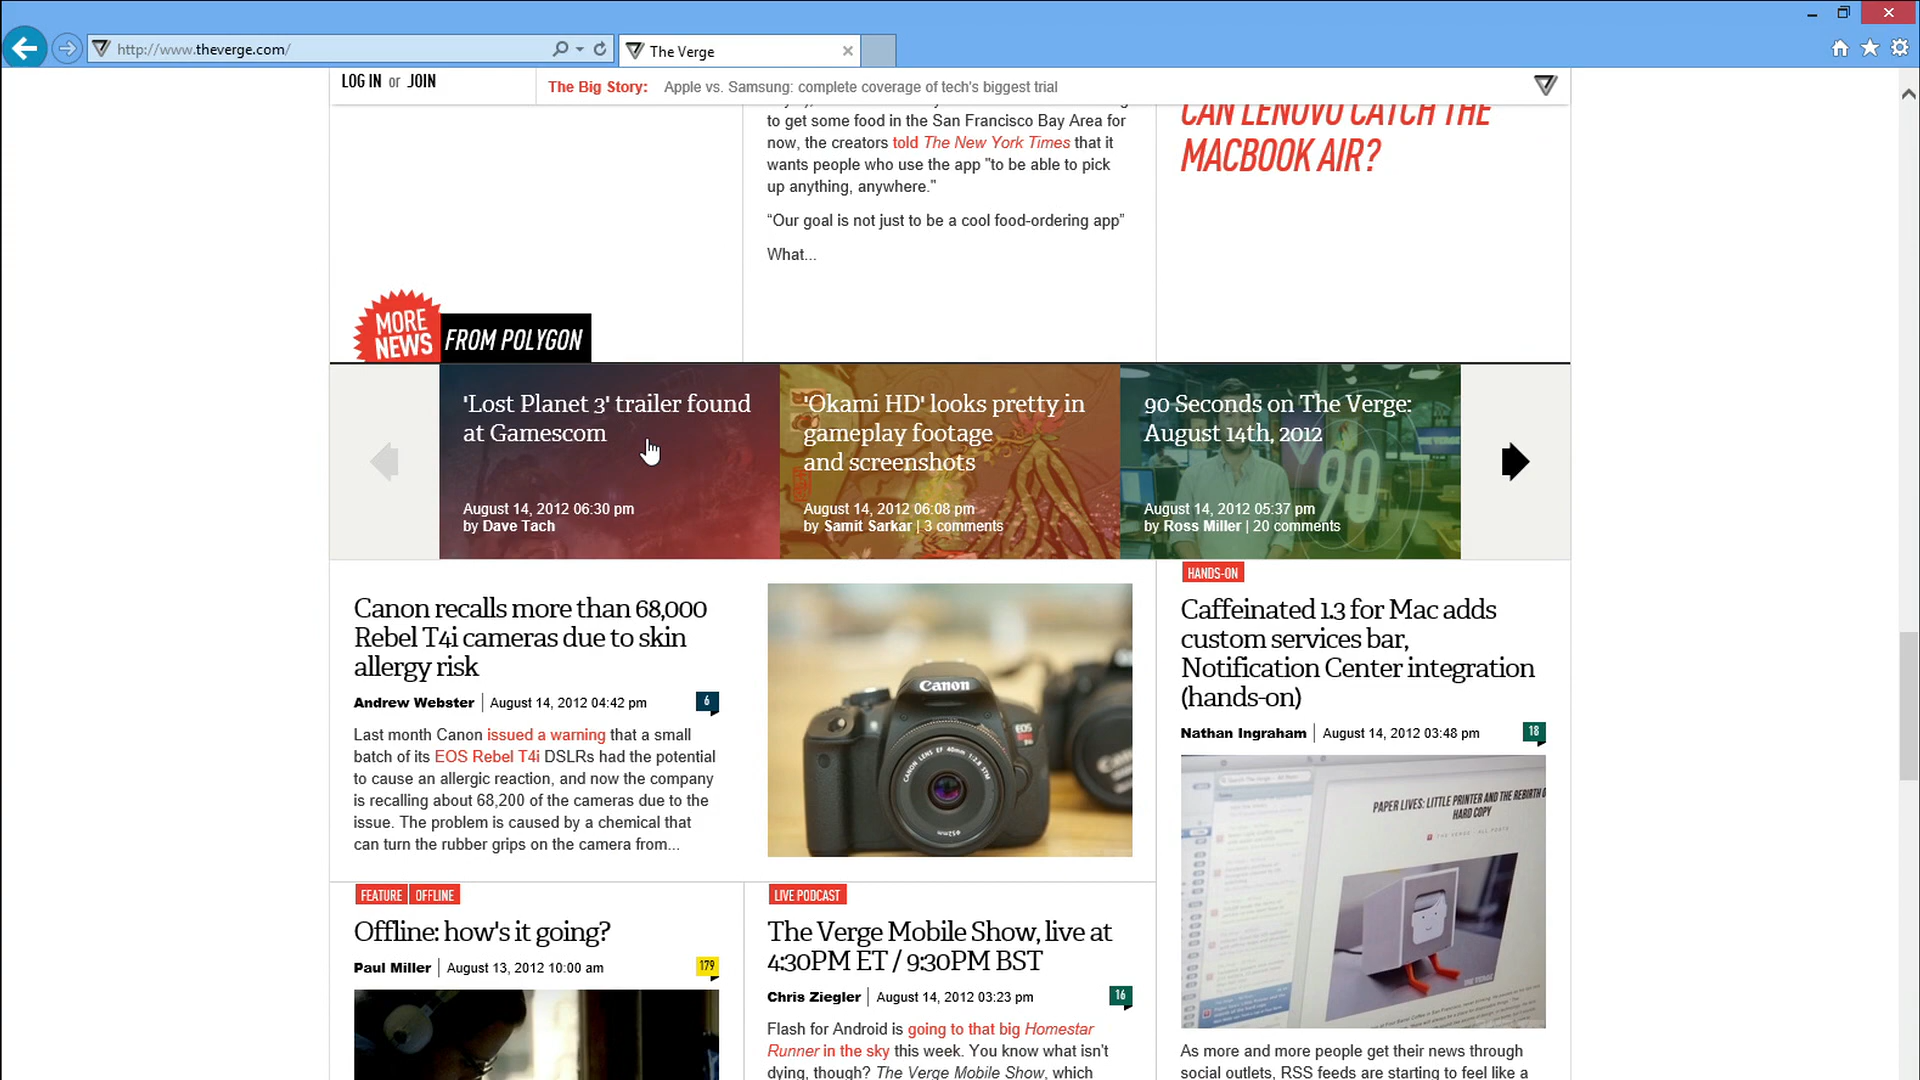 http://www.theverge.com/
The Verge
LOG IN or JOIN
The Big Story: Apple vs. Samsung: complete coverage of tech's biggest trial
to get some food in the San Francisco Bay Area for
now, the creators told The New York Times that it
wants people who use the app "to be able to pick
up anything, anywhere."
“Our goal is not just to be a cool food-ordering app”
What...
CAN LENOVO CATCH THE
MACBOOK AIR?
MORE
NEWS
FROM POLYGON
'Lost Planet 3' trailer found
at Gamescom
August 14, 2012 06:30 pm
by Dave Tach
'Okami HD' looks pretty in
gameplay footage
and screenshots
August 14, 2012 06:08 pm
by Samit Sarkar | 3 comments
90 Seconds on The Verge:
August 14th, 2012
90
August 14, 2012 05:37 pm
by Ross Miller | 20 comments
Canon recalls more than 68,000
Rebel T4i cameras due to skin
allergy risk
Andrew Webster | August 14, 2012 04:42 pm
6
Last month Canon issued a warning that a small
batch of its EOS Rebel T4i DSLRs had the potential
to cause an allergic reaction, and now the company
is recalling about 68,200 of the cameras due to the
issue. The problem is caused by a chemical that
can turn the rubber grips on the camera from...
Canon
EOS
CANON LENS EF 40mm 1:2.8 STM
HANDS-ON
Caffeinated 1.3 for Mac adds
custom services bar,
Notification Center integration
(hands-on)
Nathan Ingraham | August 14, 2012 03:48 pm
18
PAPER LIVES: LITTLE PRINTER AND THE REBIRTH
HARD COPY
THE VERGE - ALL POSTS
As more and more people get their news through
social outlets, RSS feeds are starting to feel like a
FEATURE OFFLINE
Offline: how's it going?
Paul Miller | August 13, 2012 10:00 am
179
LIVE PODCAST
The Verge Mobile Show, live at
4:30PM ET / 9:30PM BST
Chris Ziegler | August 14, 2012 03:23 pm
16
Flash for Android is going to that big Homestar
Runner in the sky this week. You know what isn't
dying, though? The Verge Mobile Show, which